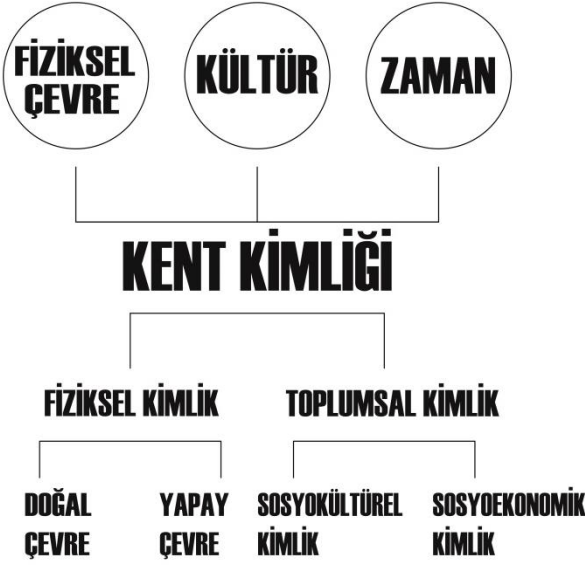 FİZİKSEL
ÇEVRE
KÜLTÜR
ZAMAN
KENT KİMLİĞİ
FİZİKSEL KİMLİK
TOPLUMSAL KİMLİK
DOĞAL
ÇEVRE
YAPAY
ÇEVRE
SOSYOKÜLTÜREL
KİMLİK
SOSYOEKONOMİK
KİMLİK